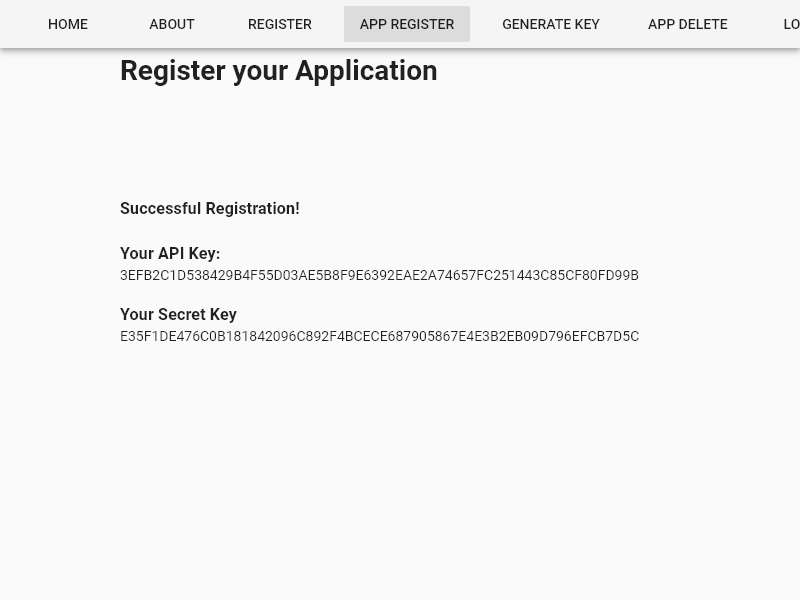 HOME ABOUT REGISTER APP REGISTER GENERATE KEY APP DELETE LO
Register your Application
Successful Registration!
Your API Key:
3EFB2C1D538429B4F55D03AE5B8F9E6392EAE2A74657FC251443C85CF80FD99B
Your Secret Key
E35F1DE476C0B181842096C892F4BCECE687905867E4E3B2EB09D796EFCB7D5C